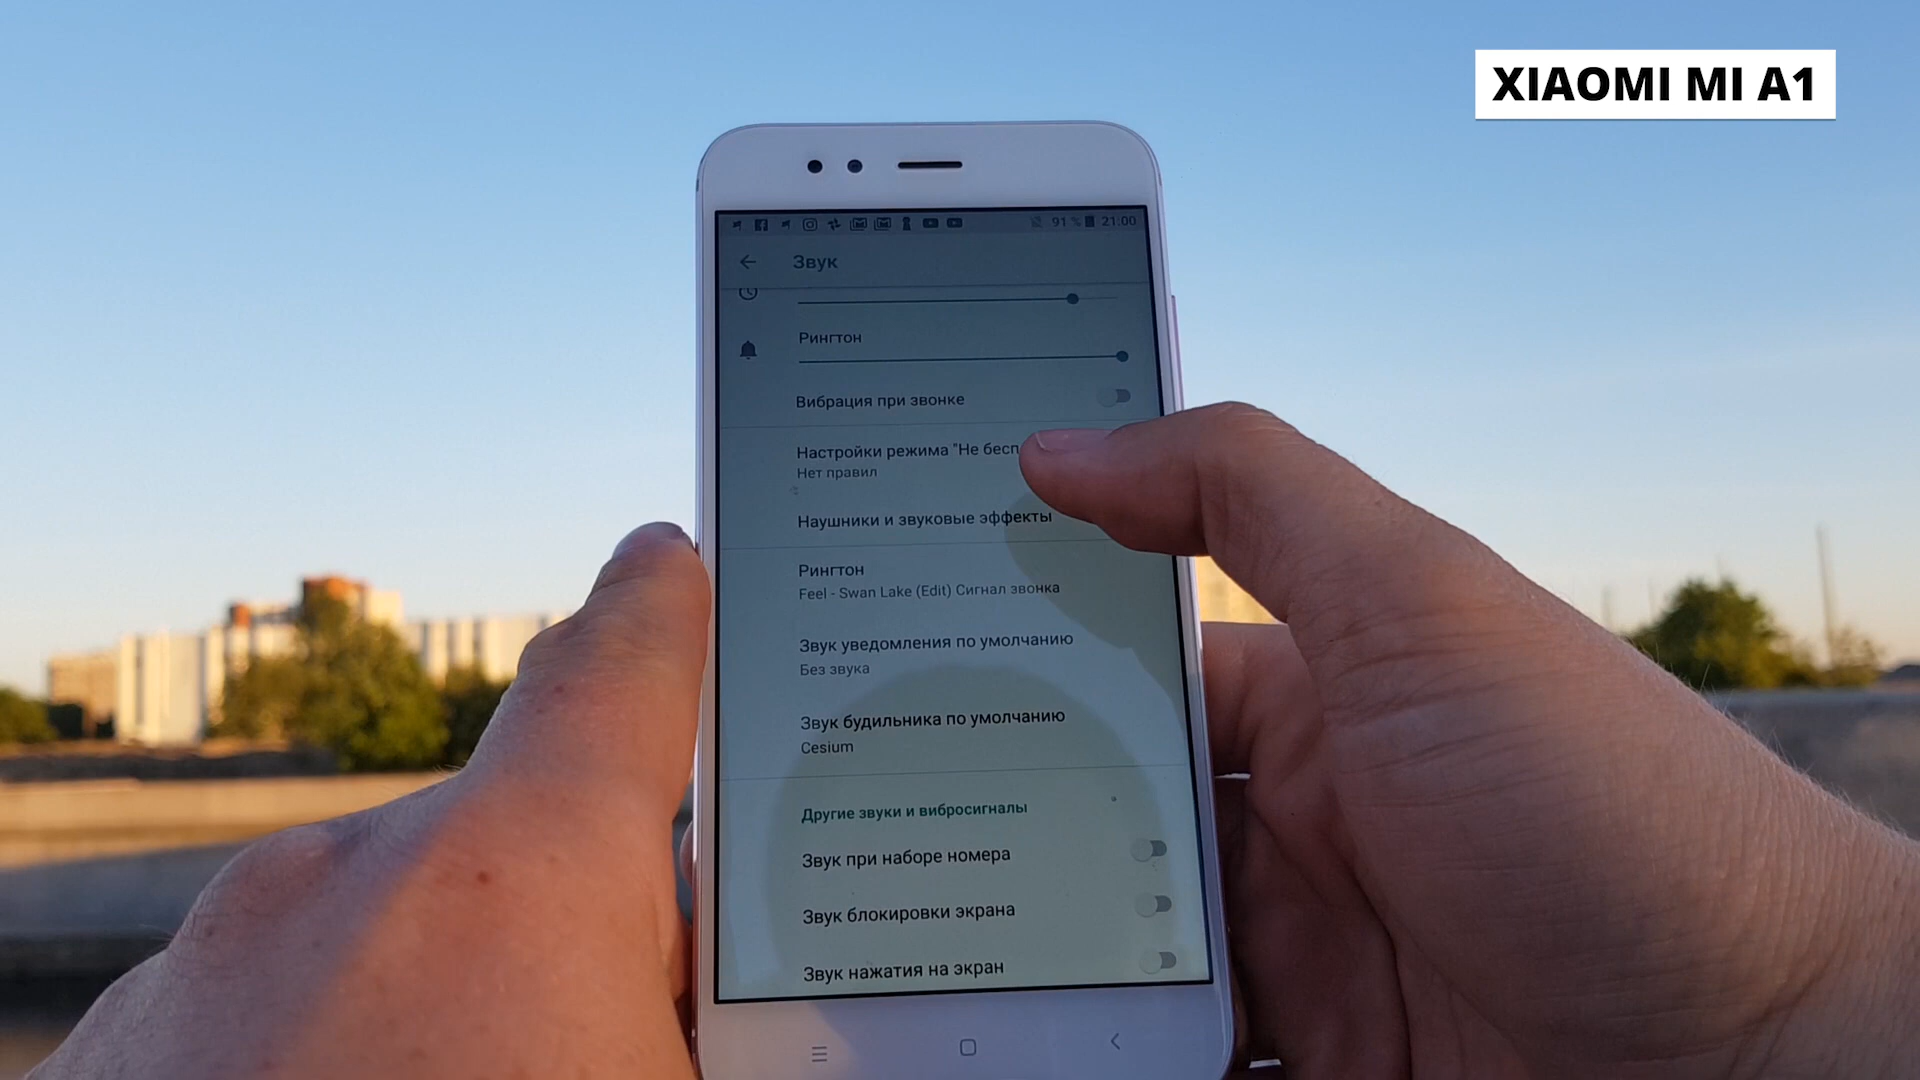 XIAOMI MI A1
91 % 21:00
Звук
Рингтон
Вибрация при звонке
Настройки режима "Не бесп
Нет правил
Наушники и звуковые эффекты
Рингтон
Feel - Swan Lake (Edit) Сигнал звонка
Звук уведомления по умолчанию
Без звука
Звук будильника по умолчанию
Cesium
Другие звуки и вибросигналы
Звук при наборе номера
Звук блокировки экрана
Звук нажатия на экран